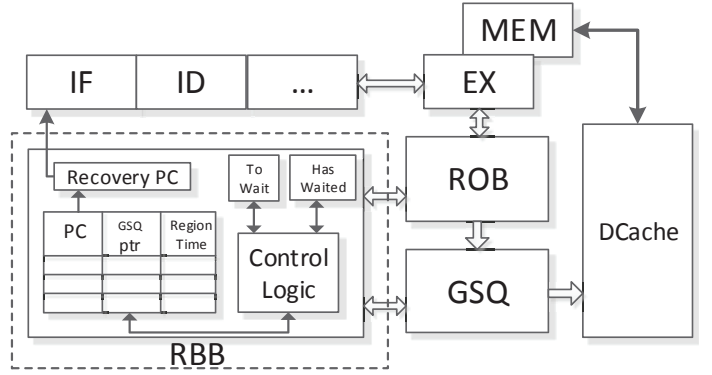 MEM
IF
ID
...
EX
Recovery PC
To
Wait
Has
Waited
ROB
PC
GSQ
ptr
Region
Time
Control
Logic
DCache
GSQ
RBB